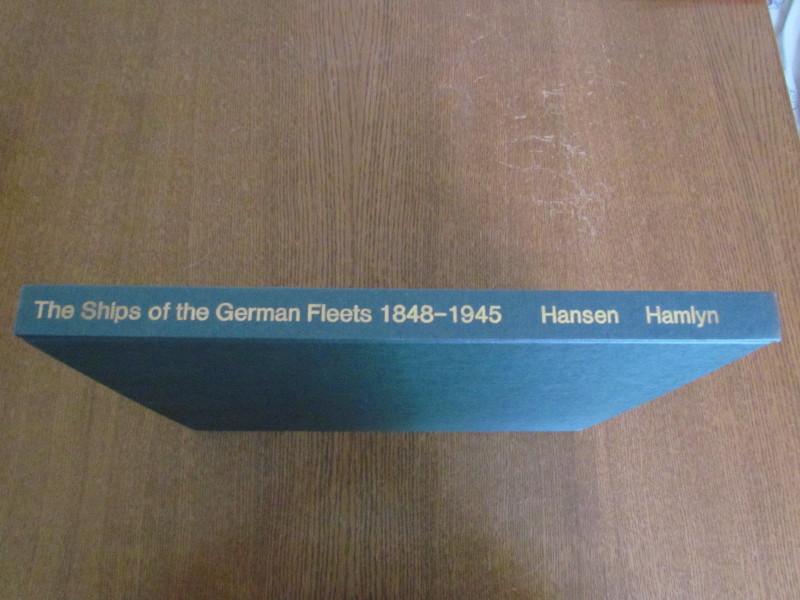 The Ships of the German Fleets 1848–1945 Hansen Hamlyn